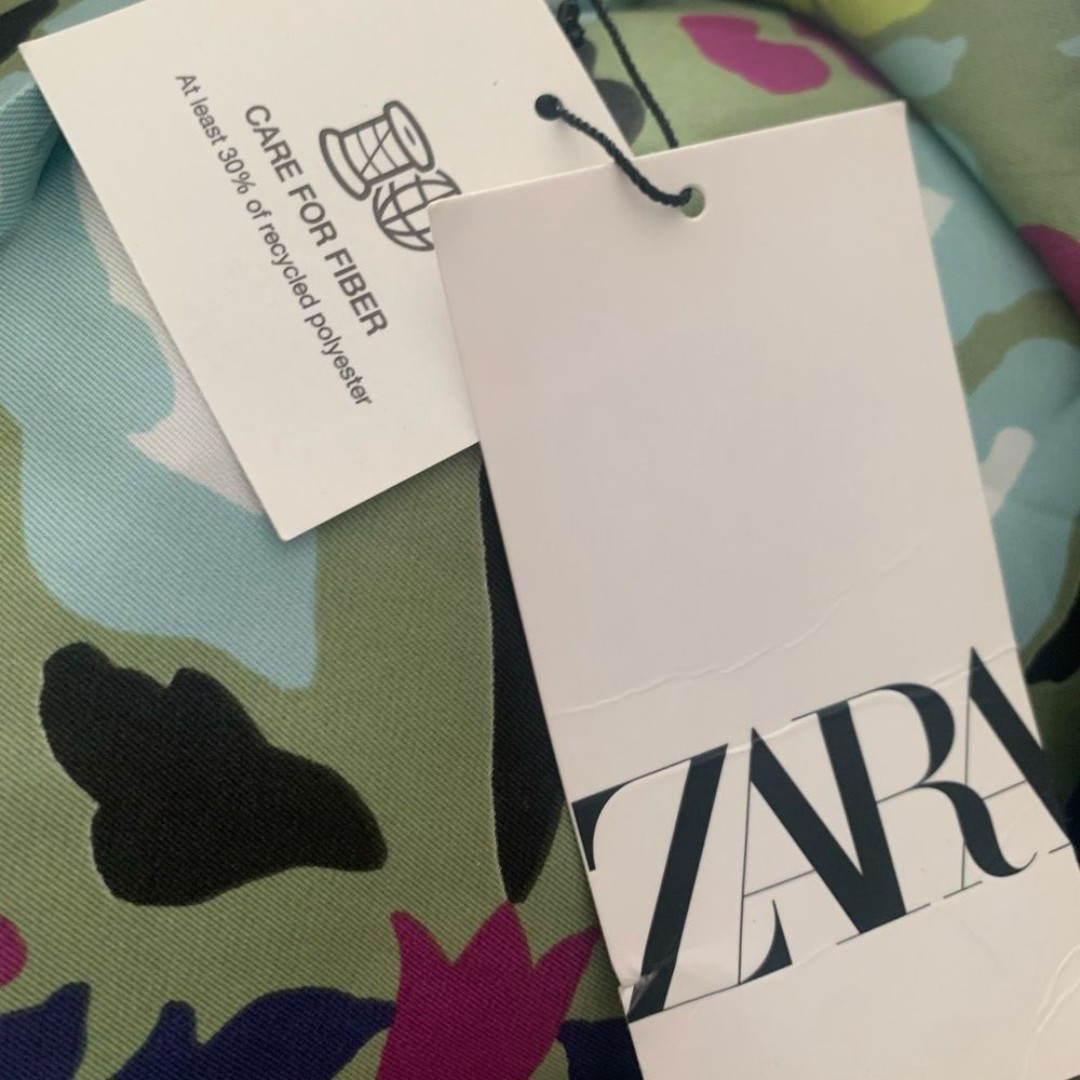 CARE FOR FIBER
At least 30% of recycled polyester
ZARA